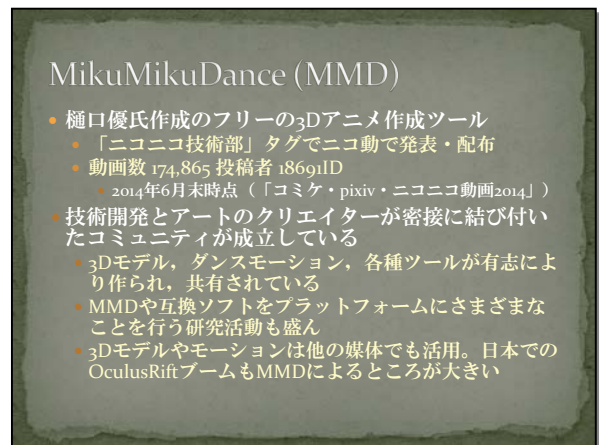 MikuMikuDance (MMD)
• 樋口優氏作成のフリーの3Dアニメ作成ツール
• 「ニコニコ技術部」タグでニコ動で発表・配布
• 動画数 174,865 投稿者 18691ID
• 2014年6月末時点（「コミケ・pixiv・ニコニコ動画2014」）
• 技術開発とアートのクリエイターが密接に結び付い
たコミュニティが成立している
• 3Dモデル，ダンスモーション，各種ツールが有志によ
り作られ，共有されている
• MMDや互換ソフトをプラットフォームにさまざまな
ことを行う研究活動も盛ん
• 3Dモデルやモーションは他の媒体でも活用。日本での
OculusRiftブームもMMDによるところが大きい